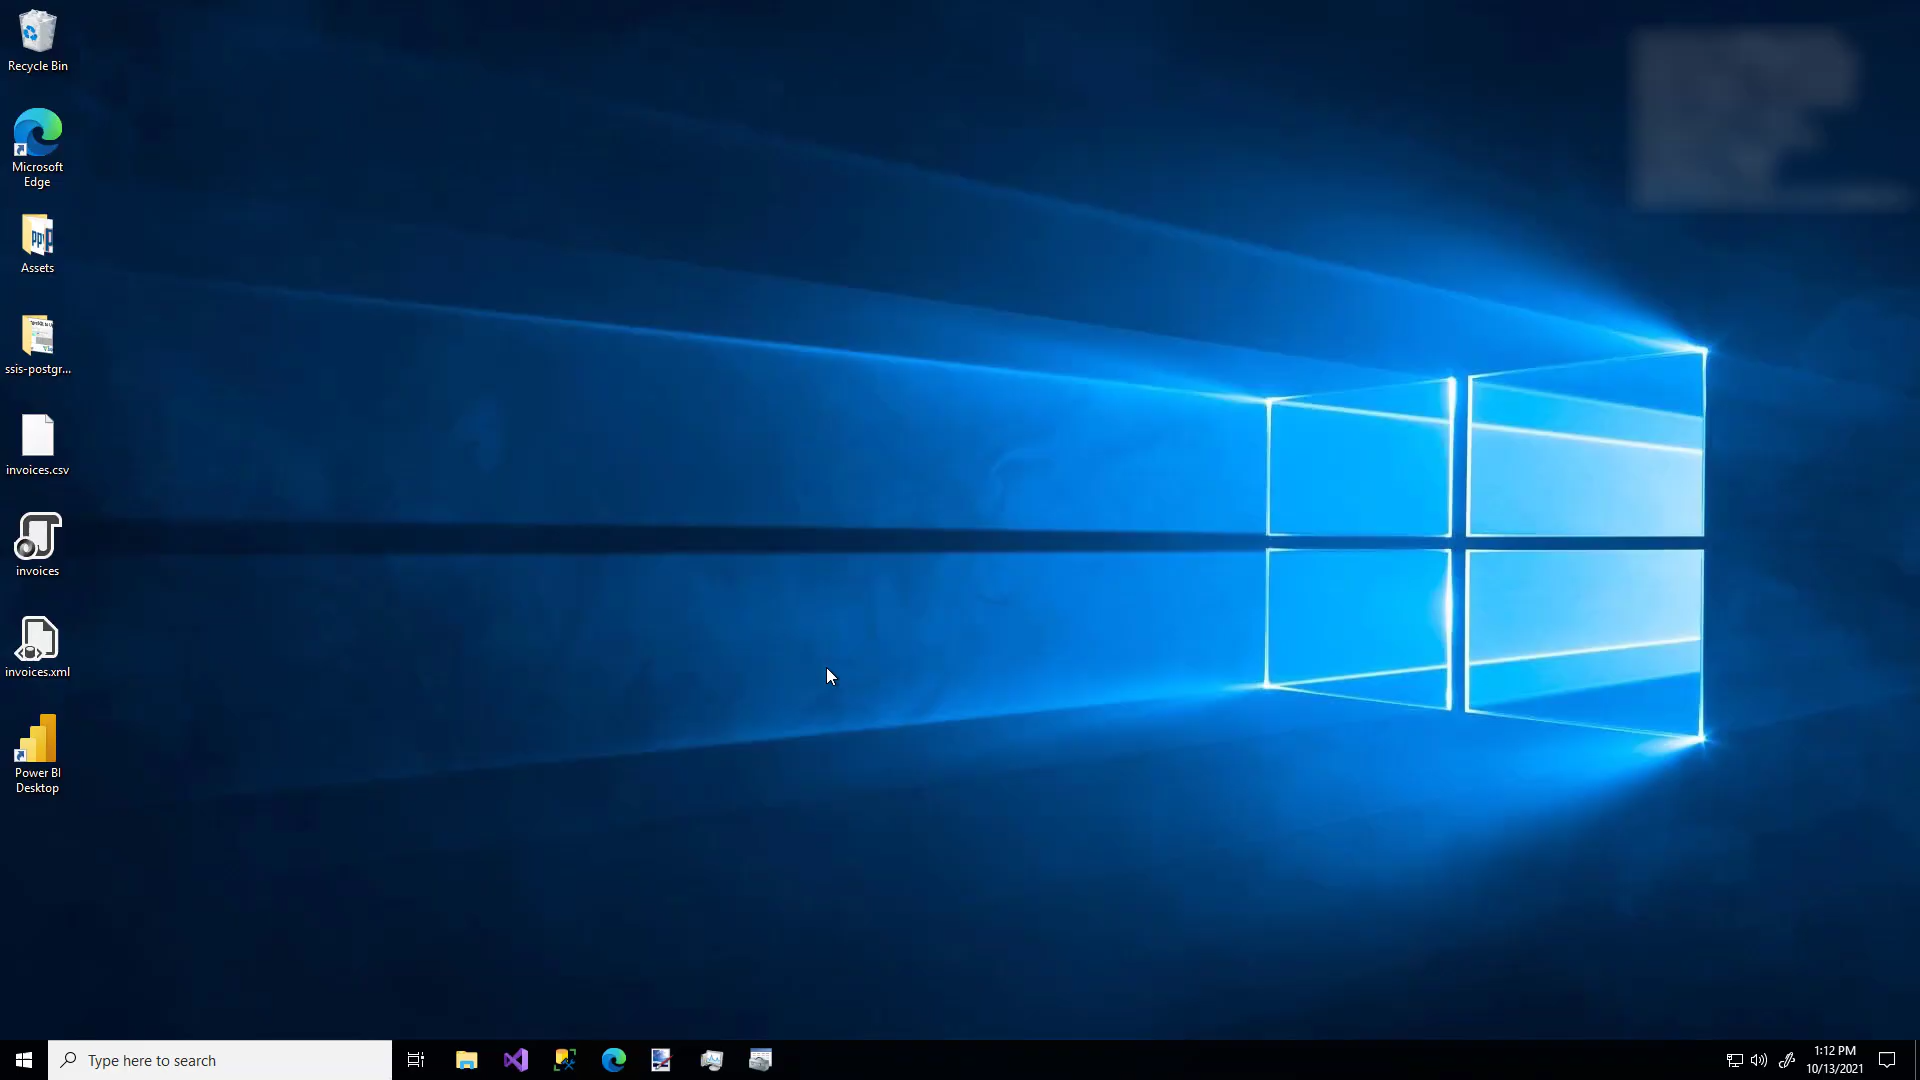 Recycle Bin
Microsoft
Edge
Assets
ssis-postgr...
invoices.csv
invoices
invoices.xml
Power BI
Desktop
Type here to search
1:12 PM
10/13/2021